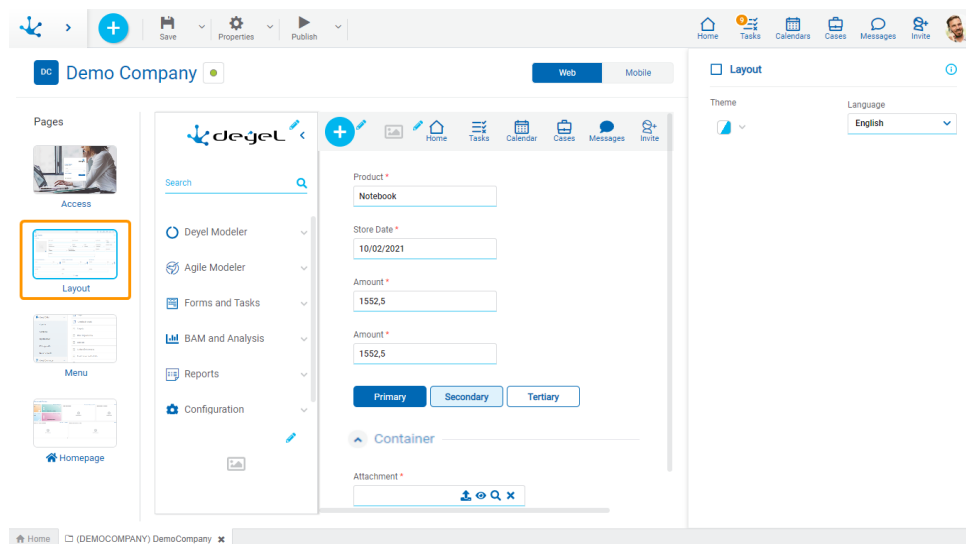 Save
Properties
Publish
Home
9
Tasks
Calendars
Cases
Messages
Invite
DC Demo Company
Web
Mobile
Layout
Theme
Language
English
Pages
Access
Layout
Menu
Homepage
deyel
Search
Deyel Modeler
Agile Modeler
Forms and Tasks
BAM and Analysis
Reports
Configuration
Home
Tasks
Calendar
Cases
Messages
Invite
Product *
Notebook
Store Date *
10/02/2021
Amount *
1552,5
Amount *
1552,5
Primary
Secondary
Tertiary
Container
Attachment *
Home
(DEMOCOMPANY) DemoCompany